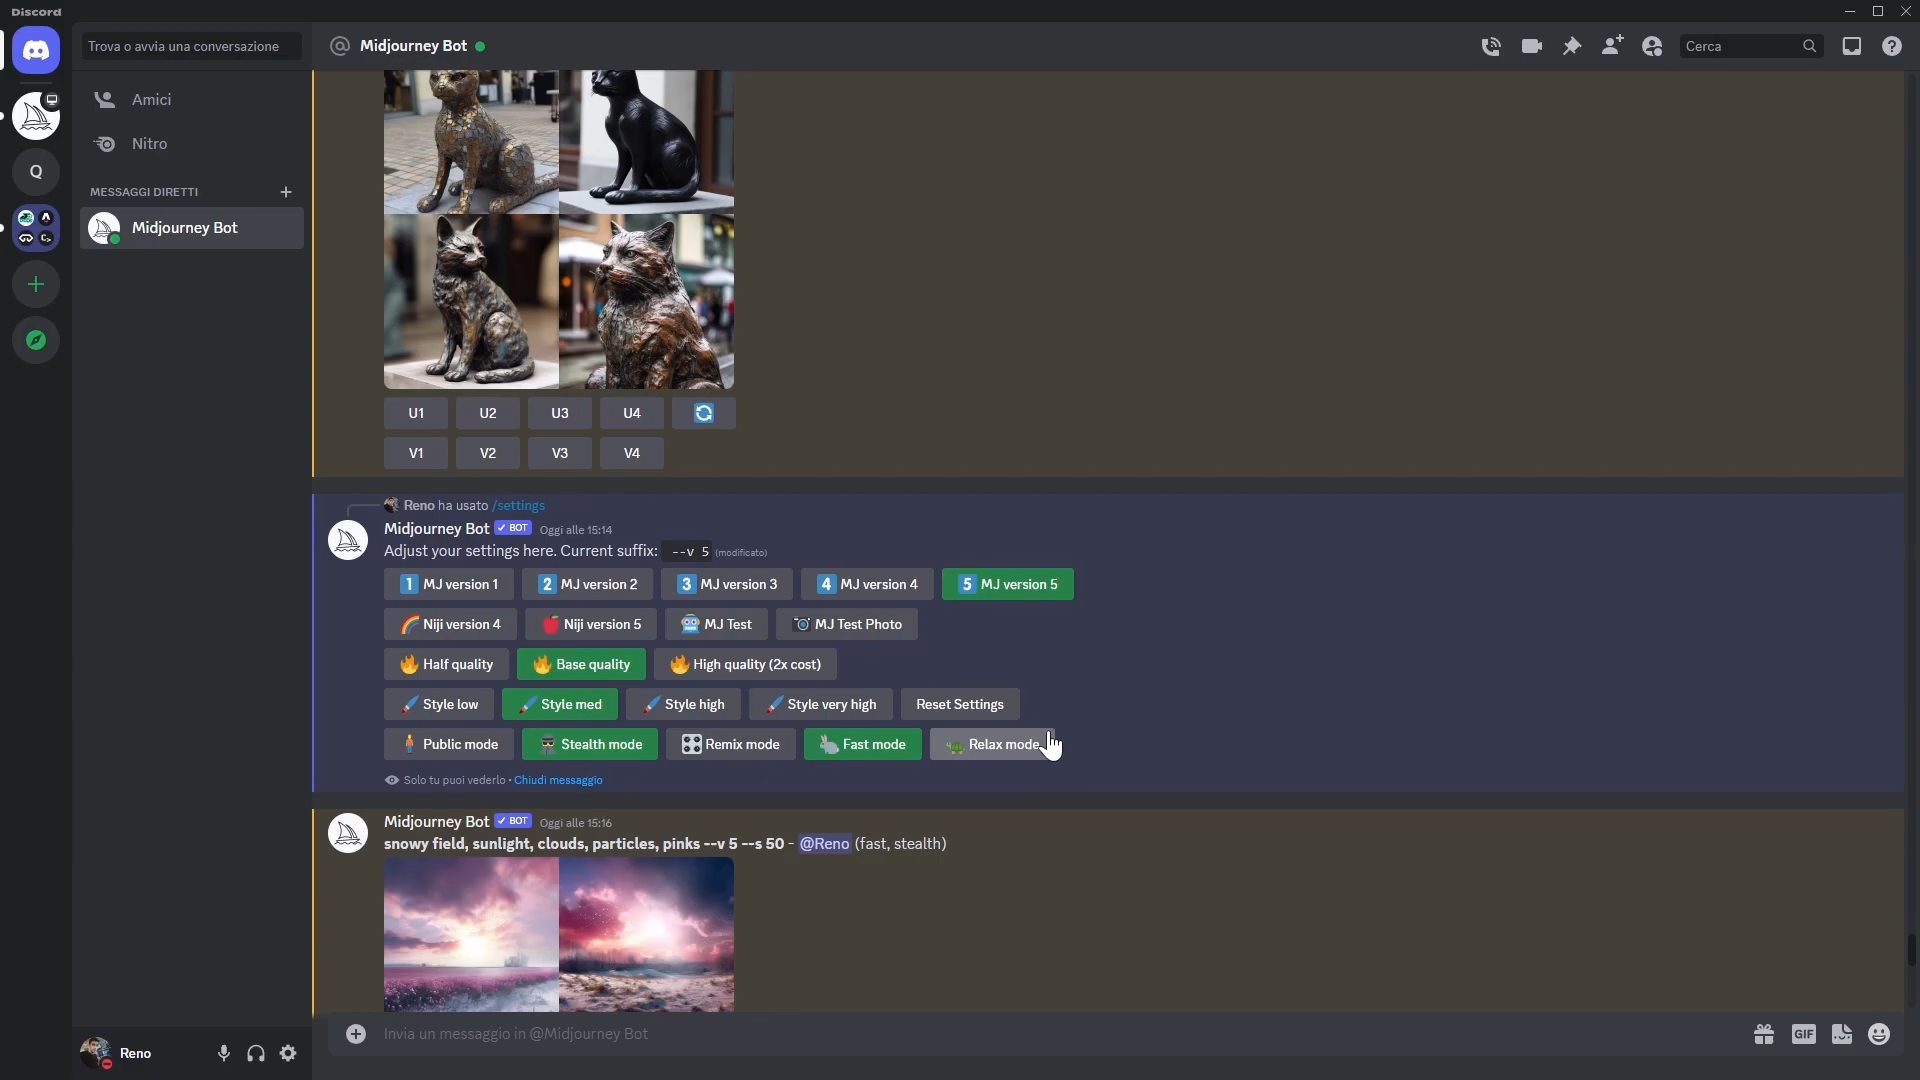 Discord
Trova o avvia una conversazione
Midjourney Bot
Cerca
Amici
Nitro
Q
MESSAGGI DIRETTI
Midjourney Bot
U1 U2 U3 U4
V1 V2 V3 V4
Reno ha usato /settings
Midjourney Bot BOT Oggi alle 15:14
Adjust your settings here. Current suffix: --v 5 (modificato)
1 MJ version 1 2 MJ version 2 3 MJ version 3 4 MJ version 4 5 MJ version 5
Niji version 4 Niji version 5 MJ Test MJ Test Photo
Half quality Base quality High quality (2x cost)
Style low Style med Style high Style very high Reset Settings
Public mode Stealth mode Remix mode Fast mode Relax mode
Solo tu puoi vederlo • Chiudi messaggio
Midjourney Bot BOT Oggi alle 15:16
snowy field, sunlight, clouds, particles, pinks --v 5 --s 50 - @Reno (fast, stealth)
Invia un messaggio in @Midjourney Bot
GIF
Reno